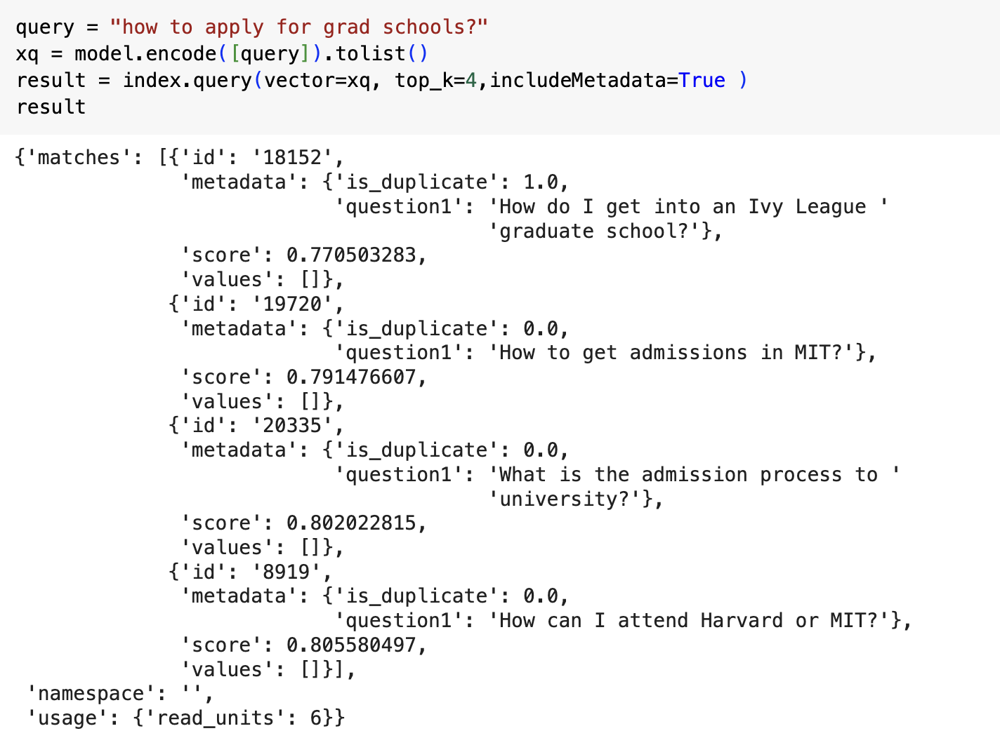 query = "how to apply for grad schools?"
xq = model.encode([query]).tolist()
result = index.query(vector=xq, top_k=4,includeMetadata=True )
result
{'matches': [{'id': '18152',
              'metadata': {'is_duplicate': 1.0,
                           'question1': 'How do I get into an Ivy League '
                                        'graduate school?'},
              'score': 0.770503283,
              'values': []},
             {'id': '19720',
              'metadata': {'is_duplicate': 0.0,
                           'question1': 'How to get admissions in MIT?'},
              'score': 0.791476607,
              'values': []},
             {'id': '20335',
              'metadata': {'is_duplicate': 0.0,
                           'question1': 'What is the admission process to '
                                        'university?'},
              'score': 0.802022815,
              'values': []},
             {'id': '8919',
              'metadata': {'is_duplicate': 0.0,
                           'question1': 'How can I attend Harvard or MIT?'},
              'score': 0.805580497,
              'values': []}],
 'namespace': '',
 'usage': {'read_units': 6}}